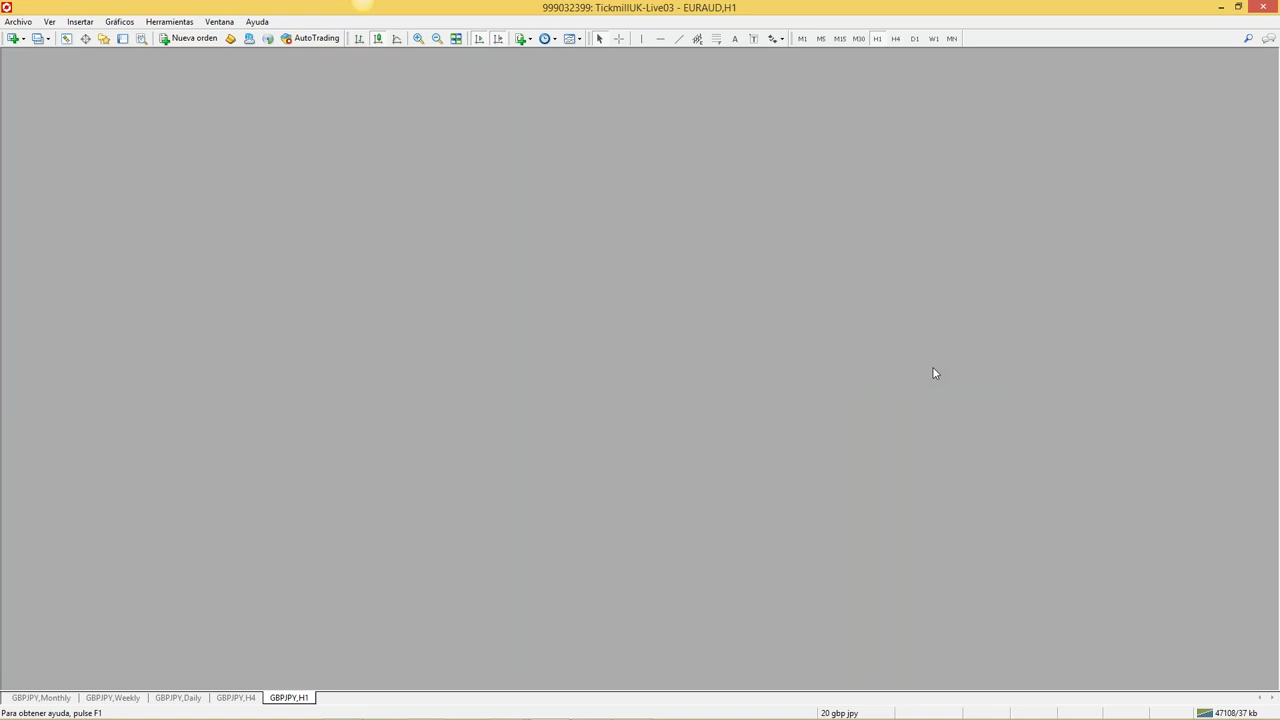 999032399: TickmillUK-Live03 - EURAUD,H1
Archivo Ver Insertar Gráficos Herramientas Ventana Ayuda
Nueva orden AutoTrading A T M1 M5 M15 M30 H1 H4 D1 W1 MN
GBPJPY,Monthly GBPJPY,Weekly GBPJPY,Daily GBPJPY,H4 GBPJPY,H1
Para obtener ayuda, pulse F1 20 gbp jpy 47108/37 kb